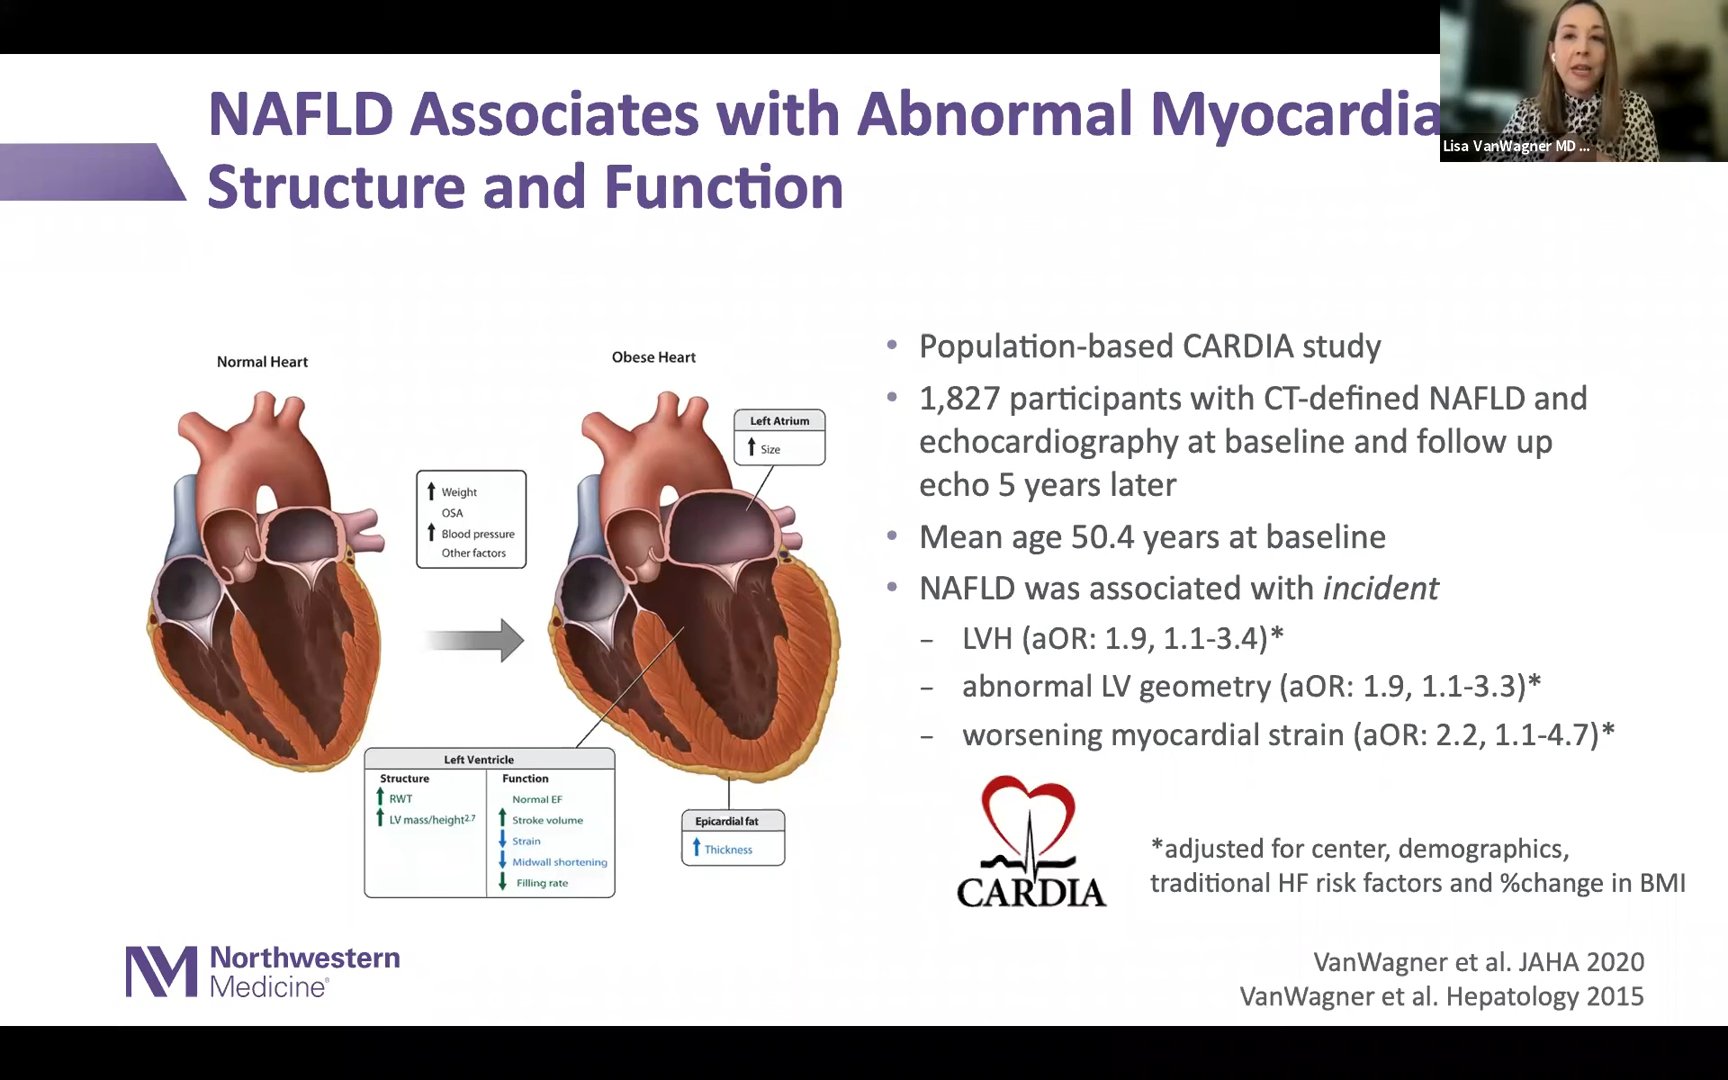 NAFLD Associates with Abnormal Myocardia
Structure and Function
Lisa VanWagner MD ...
Normal Heart
Obese Heart
Left Atrium
↑ Size
↑ Weight
OSA
↑ Blood pressure
Other factors
Left Ventricle
Structure
↑ RWT
↑ LV mass/height²·⁷
Function
Normal EF
↑ Stroke volume
↓ Strain
↓ Midwall shortening
↓ Filling rate
Epicardial fat
↑ Thickness
• Population-based CARDIA study
• 1,827 participants with CT-defined NAFLD and
echocardiography at baseline and follow up
echo 5 years later
• Mean age 50.4 years at baseline
• NAFLD was associated with incident
– LVH (aOR: 1.9, 1.1-3.4)*
– abnormal LV geometry (aOR: 1.9, 1.1-3.3)*
– worsening myocardial strain (aOR: 2.2, 1.1-4.7)*
CARDIA
*adjusted for center, demographics,
traditional HF risk factors and %change in BMI
NM Northwestern
Medicine®
VanWagner et al. JAHA 2020
VanWagner et al. Hepatology 2015